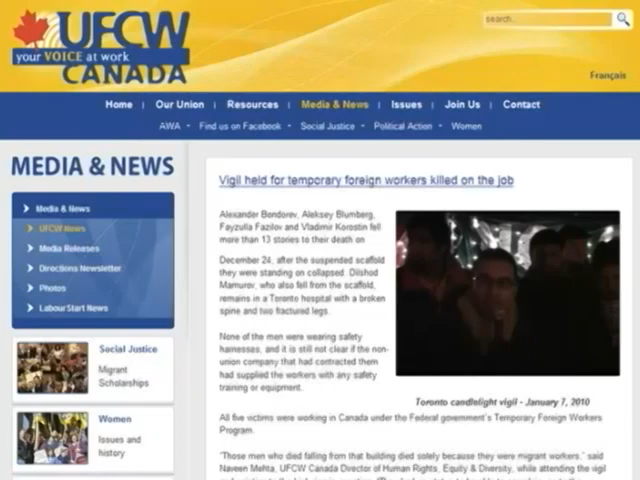 UFCW
your VOICE at work
CANADA
search...
Français
Home | Our Union | Resources | Media & News | Issues | Join Us | Contact
AWA - Find us on Facebook - Social Justice - Political Action - Women
MEDIA & NEWS
Media & News
UFCW News
Media Releases
Directions Newsletter
Photos
LabourStart News
Social Justice
Migrant
Scholarships
Women
Issues and
history
Vigil held for temporary foreign workers killed on the job
Alexander Bondorev, Aleksey Blumberg,
Fayzulla Fazilov and Vladimir Korostin fell
more than 13 stories to their death on
December 24, after the suspended scaffold
they were standing on collapsed. Dilshod
Mamurov, who also fell from the scaffold,
remains in a Toronto hospital with a broken
spine and two fractured legs.
None of the men were wearing safety
harnesses, and it is still not clear if the non-
union company that had contracted them
had supplied the workers with any safety
training or equipment.
Toronto candlelight vigil - January 7, 2010
All five victims were working in Canada under the Federal government's Temporary Foreign Workers
Program.
"Those men who died falling from that building died solely because they were migrant workers." said
Naveen Mehta, UFCW Canada Director of Human Rights, Equity & Diversity, while attending the vigil